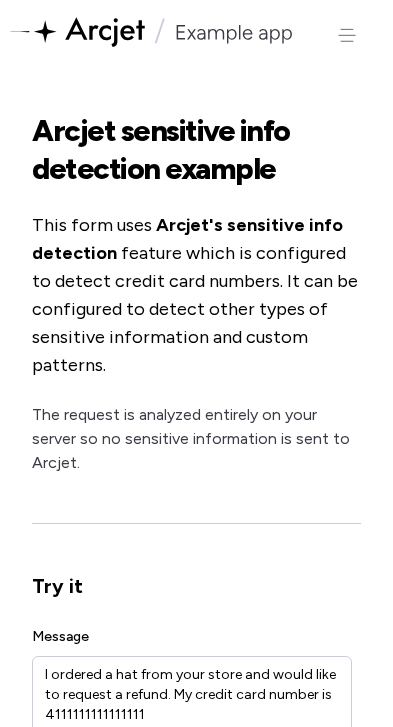 Arcjet / Example app
Arcjet sensitive info
detection example
This form uses Arcjet's sensitive info
detection feature which is configured
to detect credit card numbers. It can be
configured to detect other types of
sensitive information and custom
patterns.
The request is analyzed entirely on your
server so no sensitive information is sent to
Arcjet.
Try it
Message
I ordered a hat from your store and would like
to request a refund. My credit card number is
4111111111111111